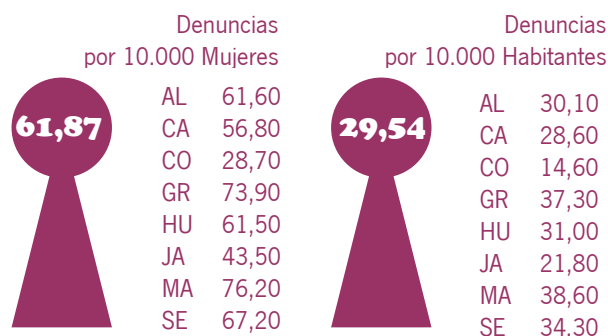 Denuncias
por 10.000 Mujeres
61,87
AL 61,60
CA 56,80
CO 28,70
GR 73,90
HU 61,50
JA 43,50
MA 76,20
SE 67,20
Denuncias
por 10.000 Habitantes
29,54
AL 30,10
CA 28,60
CO 14,60
GR 37,30
HU 31,00
JA 21,80
MA 38,60
SE 34,30